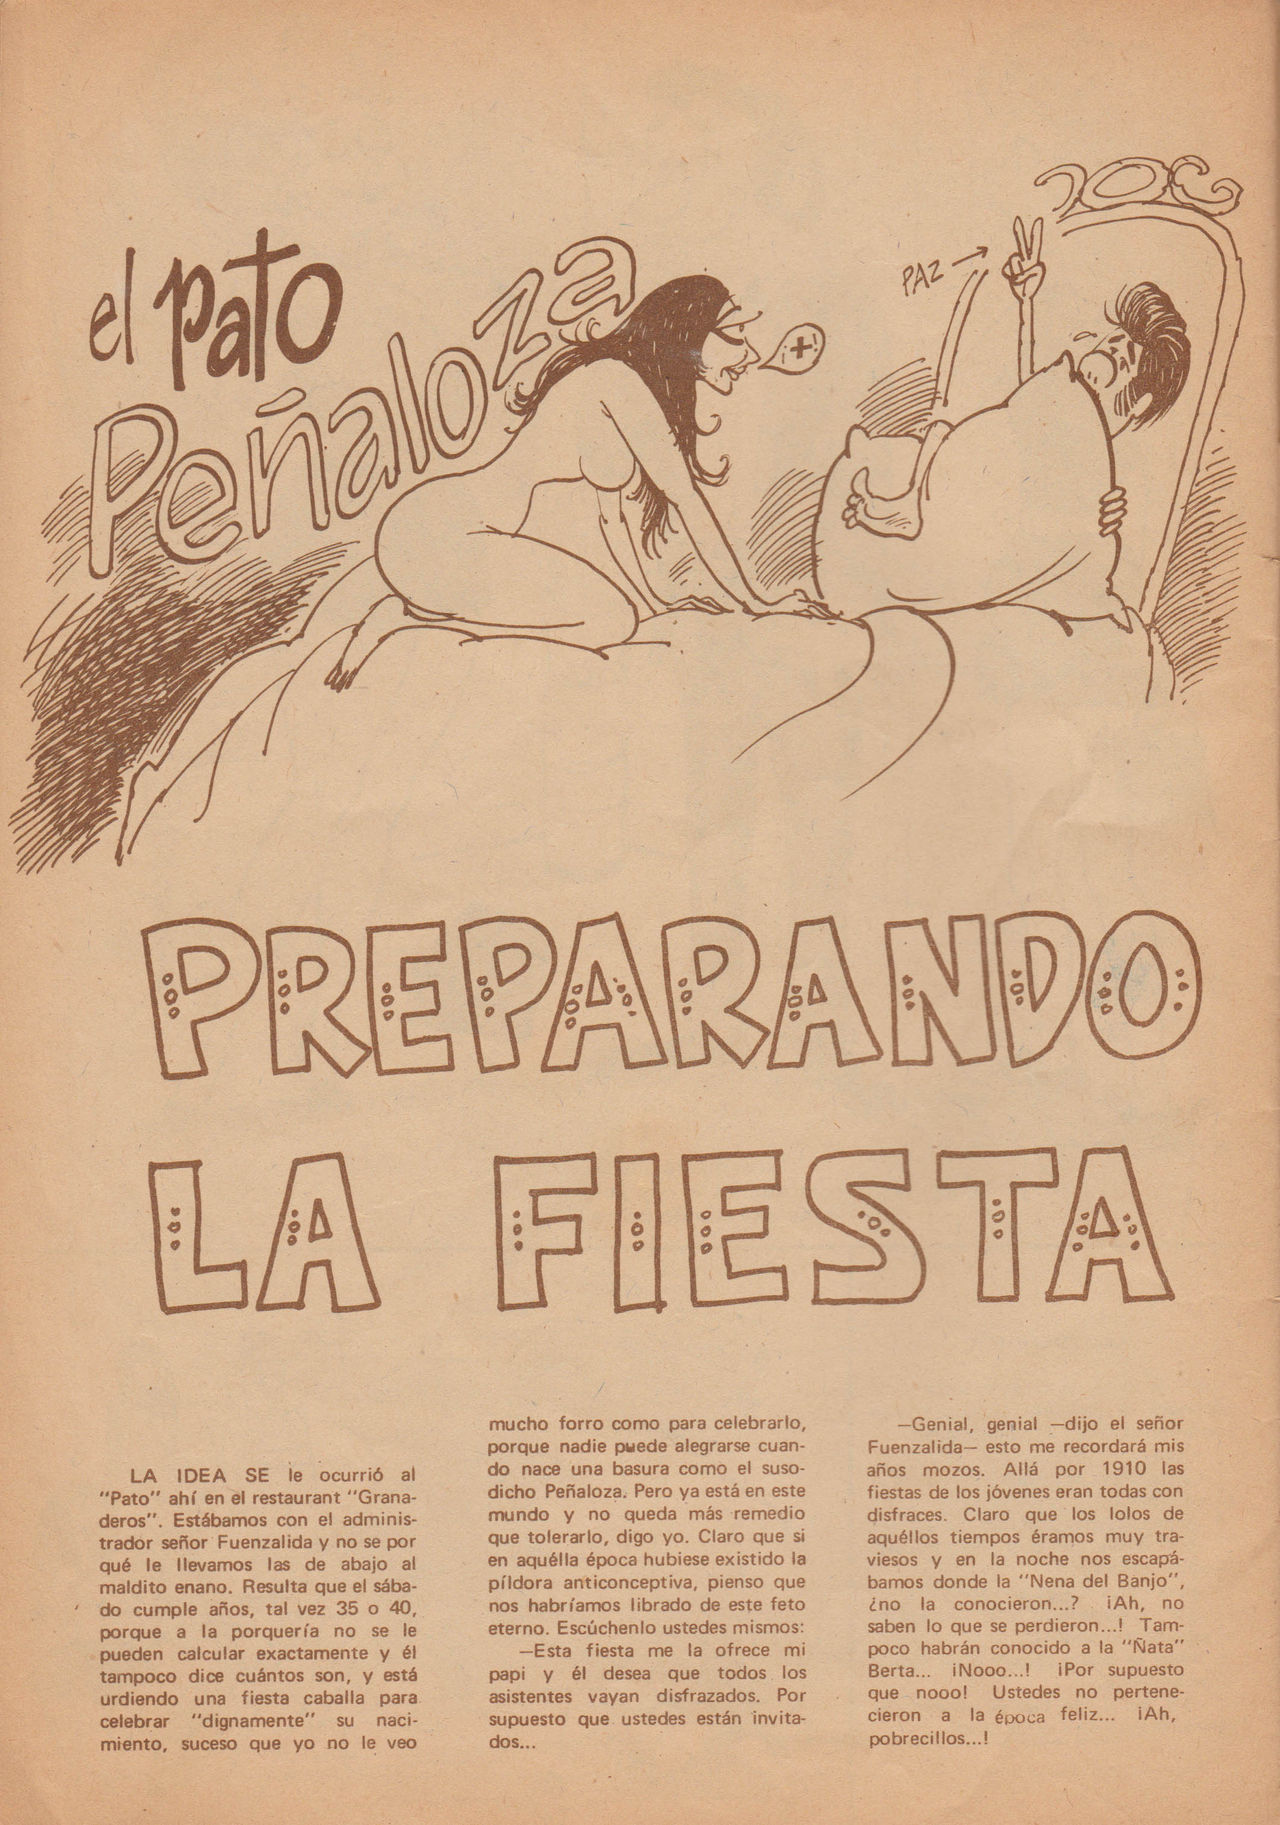 el Pato
Peñaloza
+
PAZ
PREPARANDO
LA FIESTA
LA IDEA SE le ocurrió al
"Pato" ahí en el restaurant "Grana-
deros". Estábamos con el adminis-
trador señor Fuenzalida y no se por
qué le llevamos las de abajo al
maldito enano. Resulta que el sába-
do cumple años, tal vez 35 o 40,
porque a la porquería no se le
pueden calcular exactamente y él
tampoco dice cuántos son, y está
urdiendo una fiesta caballa para
celebrar "dignamente" su naci-
miento, suceso que yo no le veo
mucho forro como para celebrarlo,
porque nadie puede alegrarse cuan-
do nace una basura como el suso-
dicho Peñaloza. Pero ya está en este
mundo y no queda más remedio
que tolerarlo, digo yo. Claro que si
en aquélla época hubiese existido la
píldora anticonceptiva, pienso que
nos habríamos librado de este feto
eterno. Escúchenlo ustedes mismos:
—Esta fiesta me la ofrece mi
papi y él desea que todos los
asistentes vayan disfrazados. Por
supuesto que ustedes están invita-
dos...
—Genial, genial —dijo el señor
Fuenzalida— esto me recordará mis
años mozos. Allá por 1910 las
fiestas de los jóvenes eran todas con
disfraces. Claro que los lolos de
aquéllos tiempos éramos muy tra-
viesos y en la noche nos escapá-
bamos donde la "Nena del Banjo",
¿no la conocieron...? ¡Ah, no
saben lo que se perdieron...! Tam-
poco habrán conocido a la "Ñata"
Berta... ¡Nooo...! ¡Por supuesto
que nooo! Ustedes no pertene-
cieron a la época feliz... ¡Ah,
pobrecillos...!